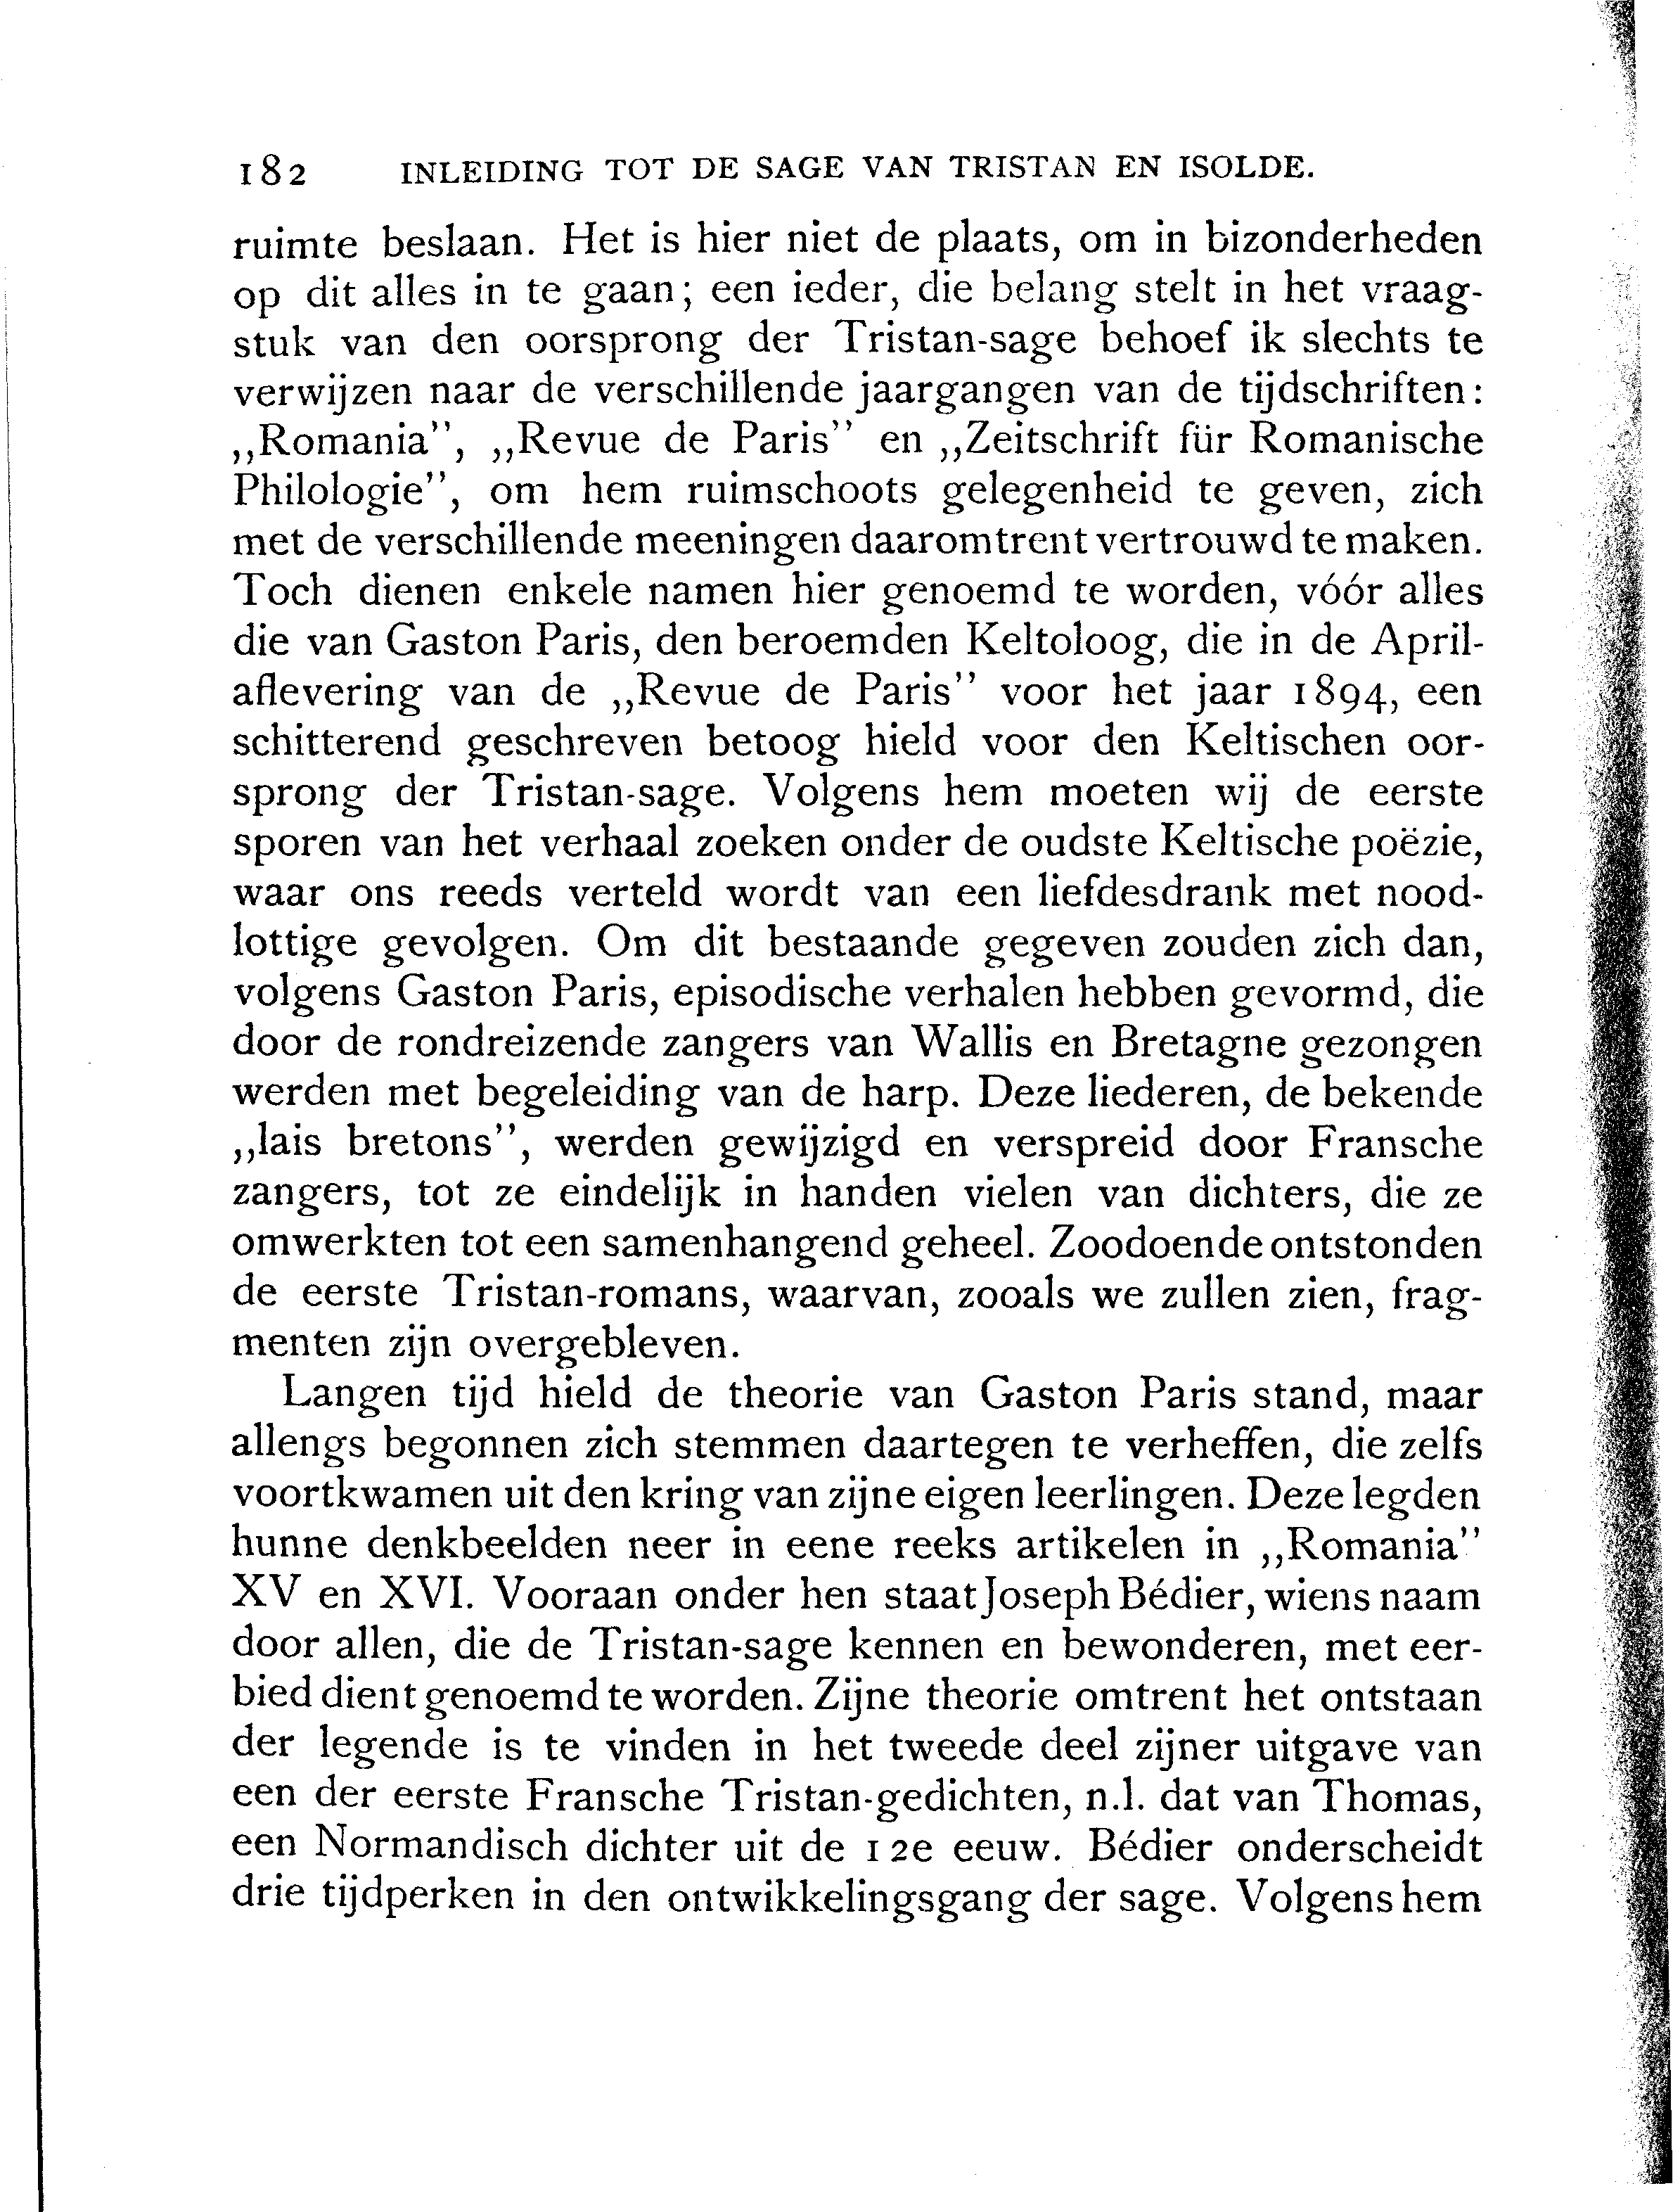 182 INLEIDING TOT DE SAGE VAN TRISTAN EN ISOLDE.
ruimte beslaan. Het is hier niet de plaats, om in bizonderheden
op dit alles in te gaan; een ieder, die belang stelt in het vraag-
stuk van den oorsprong der Tristan-sage behoef ik slechts te
verwijzen naar de verschillende jaargangen van de tijdschriften:
,,Romania'', ,,Revue de Paris'' en ,,Zeitschrift für Romanische
Philologie'', om hem ruimschoots gelegenheid te geven, zich
met de verschillende meeningen daaromtrent vertrouwd te maken.
Toch dienen enkele namen hier genoemd te worden, vóór alles
die van Gaston Paris, den beroemden Keltoloog, die in de April-
aflevering van de ,,Revue de Paris'' voor het jaar 1894, een
schitterend geschreven betoog hield voor den Keltischen oor-
sprong der Tristan-sage. Volgens hem moeten wij de eerste
sporen van het verhaal zoeken onder de oudste Keltische poëzie,
waar ons reeds verteld wordt van een liefdesdrank met nood-
lottige gevolgen. Om dit bestaande gegeven zouden zich dan,
volgens Gaston Paris, episodische verhalen hebben gevormd, die
door de rondreizende zangers van Wallis en Bretagne gezongen
werden met begeleiding van de harp. Deze liederen, de bekende
,,lais bretons'', werden gewijzigd en verspreid door Fransche
zangers, tot ze eindelijk in handen vielen van dichters, die ze
omwerkten tot een samenhangend geheel. Zoodoende ontstonden
de eerste Tristan-romans, waarvan, zooals we zullen zien, frag-
menten zijn overgebleven.
Langen tijd hield de theorie van Gaston Paris stand, maar
allengs begonnen zich stemmen daartegen te verheffen, die zelfs
voortkwamen uit den kring van zijne eigen leerlingen. Deze legden
hunne denkbeelden neer in eene reeks artikelen in ,,Romania''
XV en XVI. Vooraan onder hen staat Joseph Bédier, wiens naam
door allen, die de Tristan-sage kennen en bewonderen, met eer-
bied dient genoemd te worden. Zijne theorie omtrent het ontstaan
der legende is te vinden in het tweede deel zijner uitgave van
een der eerste Fransche Tristan-gedichten, n.l. dat van Thomas,
een Normandisch dichter uit de 12e eeuw. Bédier onderscheidt
drie tijdperken in den ontwikkelingsgang der sage. Volgens hem